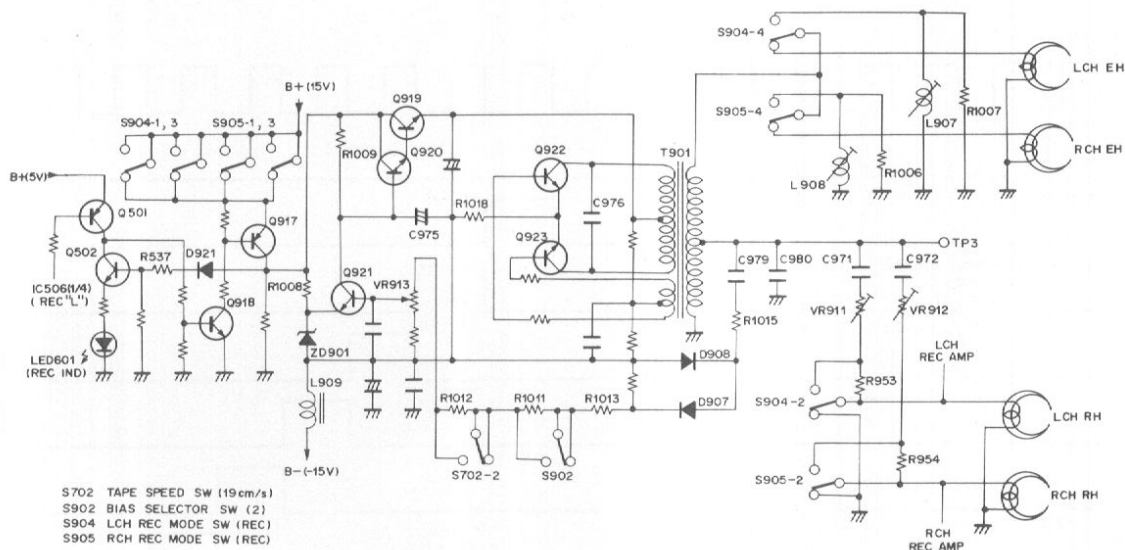 S904-4
LCH EH
B+(15V)
Q919
S905-4
L907
R1007
S904-1, 3
S905-1, 3
Q920
Q922
T901
RCH EH
R1009
L908
R1006
B+(5V)
Q501
Q917
R1018
C976
Q502
D921
C975
Q923
TP3
R537
Q921
VR913
C979
C980
C971
C972
IC506(1/4)
(REC"L")
Q918
R1008
R1015
VR911
VR912
LED601
(REC IND)
ZD901
D908
LCH
REC AMP
L909
R1012
R1011
R1013
D907
R953
S904-2
LCH RH
B-(-15V)
S702-2
S902
R954
S905-2
RCH RH
RCH
REC AMP
S702 TAPE SPEED SW (19cm/s)
S902 BIAS SELECTOR SW (2)
S904 LCH REC MODE SW (REC)
S905 RCH REC MODE SW (REC)